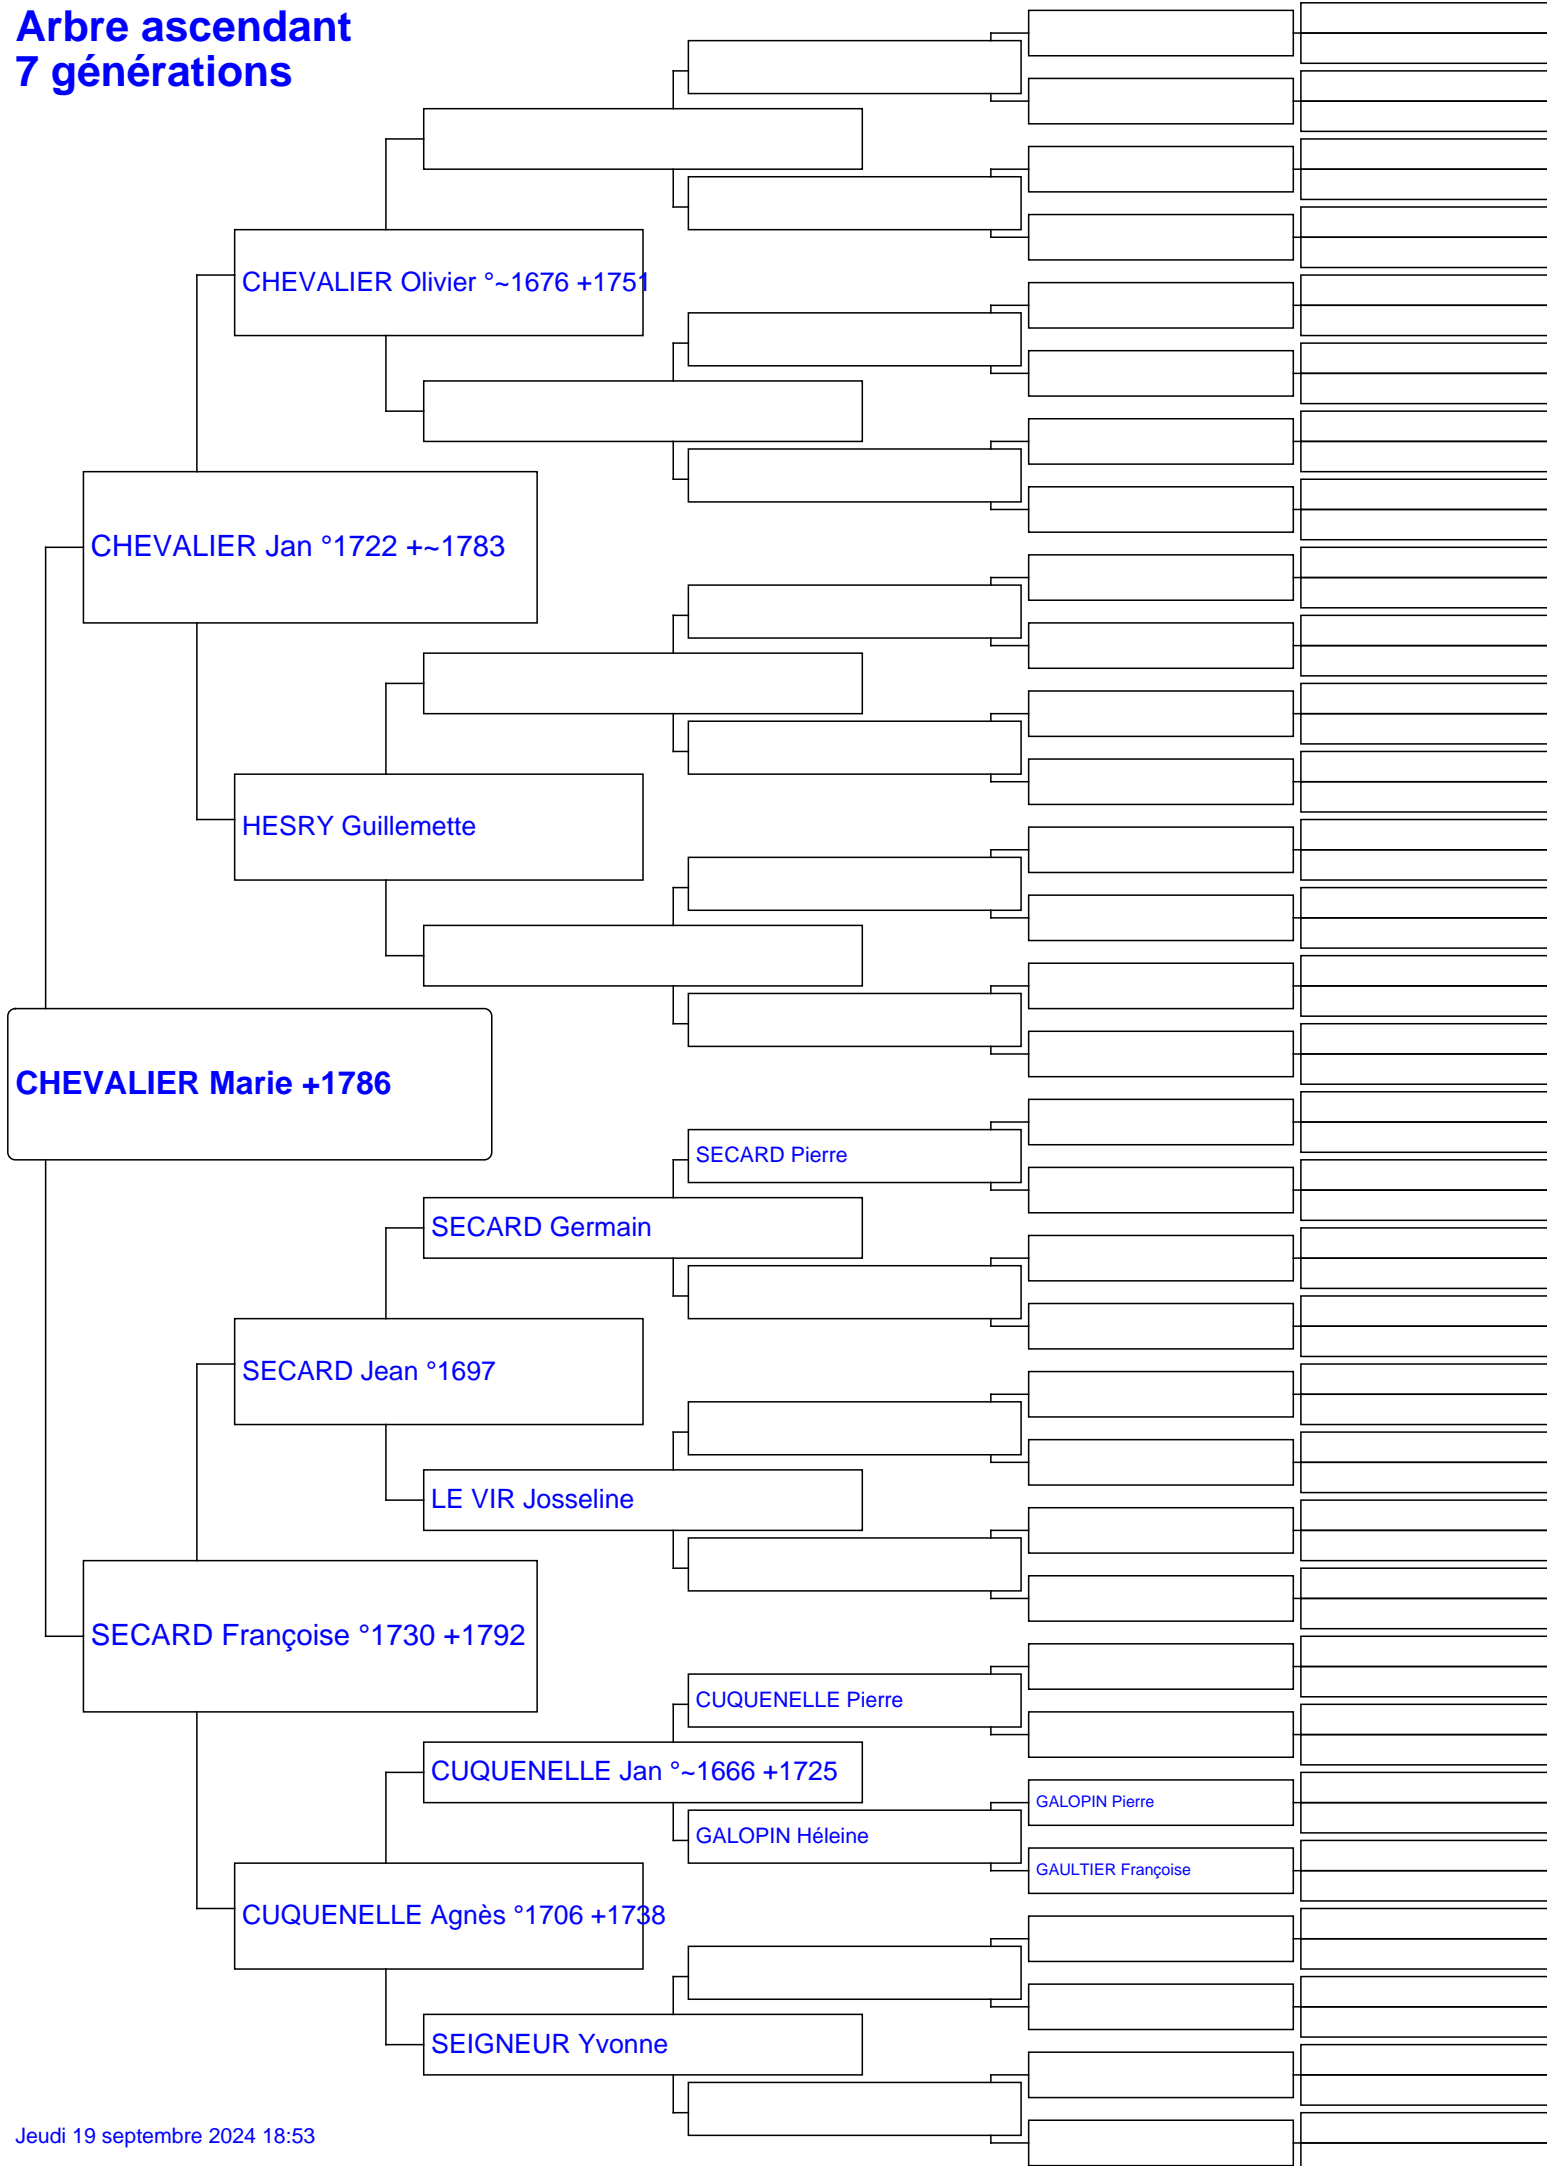 Arbre ascendant
7 générations
CHEVALIER Olivier °~1676 +1751
CHEVALIER Jan °1722 +~1783
HESRY Guillemette
CHEVALIER Marie +1786
SECARD Pierre
SECARD Germain
SECARD Jean °1697
LE VIR Josseline
SECARD Françoise °1730 +1792
CUQUENELLE Pierre
CUQUENELLE Jan °~1666 +1725
GALOPIN Pierre
GALOPIN Héleine
GAULTIER Françoise
CUQUENELLE Agnès °1706 +1738
SEIGNEUR Yvonne
Jeudi 19 septembre 2024 18:53